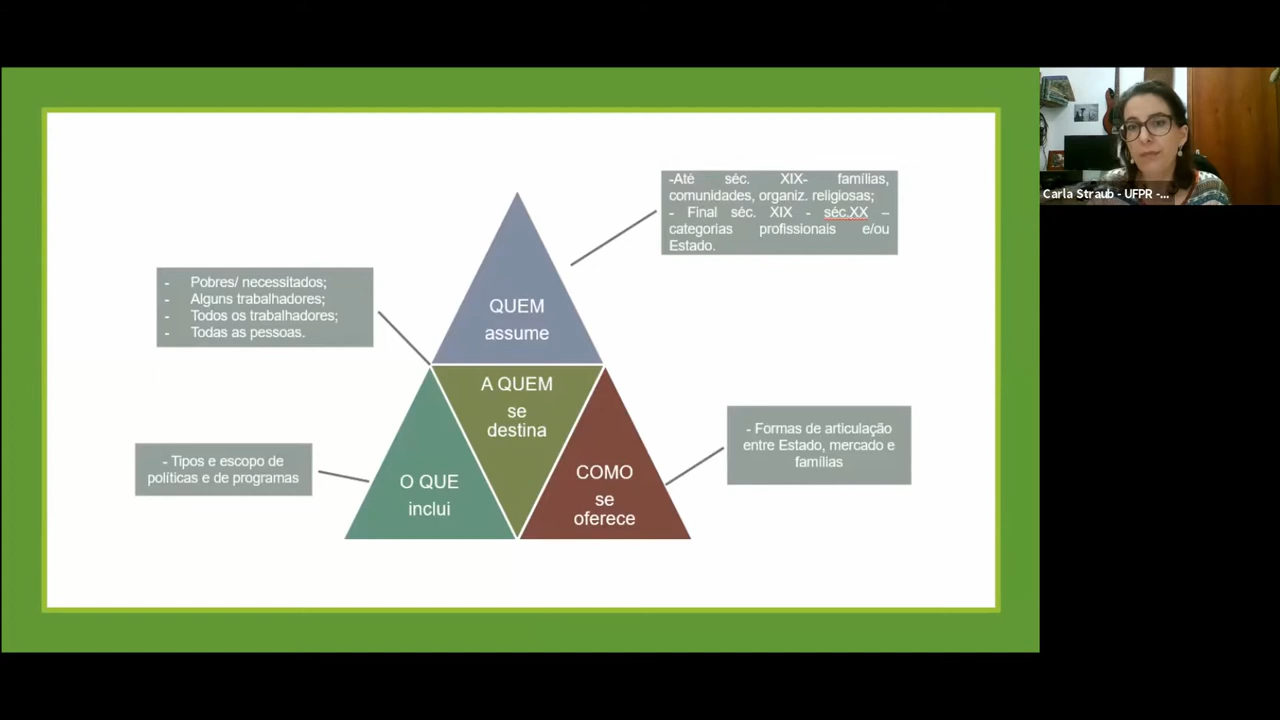 -Até séc. XIX- famílias,
comunidades, organiz. religiosas;
- Final séc. XIX - séc.XX –
categorias profissionais e/ou
Estado.
Carla Straub - UFPR -...
- Pobres/ necessitados;
- Alguns trabalhadores;
- Todos os trabalhadores;
- Todas as pessoas.
QUEM
assume
A QUEM
se
destina
- Formas de articulação
entre Estado, mercado e
famílias
- Tipos e escopo de
políticas e de programas
O QUE
inclui
COMO
se
oferece